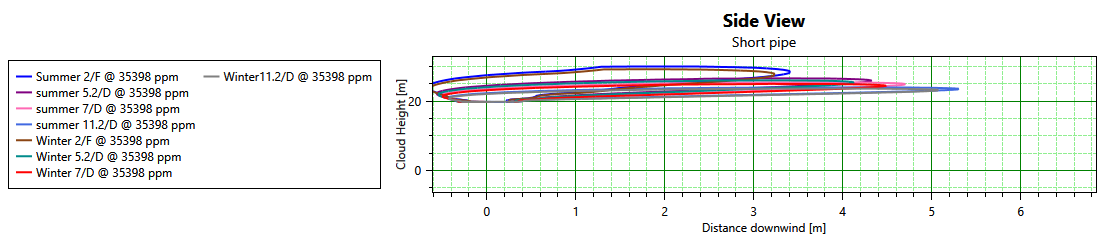 Side View
Short pipe
Summer 2/F @ 35398 ppm
Winter11.2/D @ 35398 ppm
summer 5.2/D @ 35398 ppm
summer 7/D @ 35398 ppm
summer 11.2/D @ 35398 ppm
Winter 2/F @ 35398 ppm
Winter 5.2/D @ 35398 ppm
Winter 7/D @ 35398 ppm
Cloud Height [m]
20
0
0 1 2 3 4 5 6
Distance downwind [m]